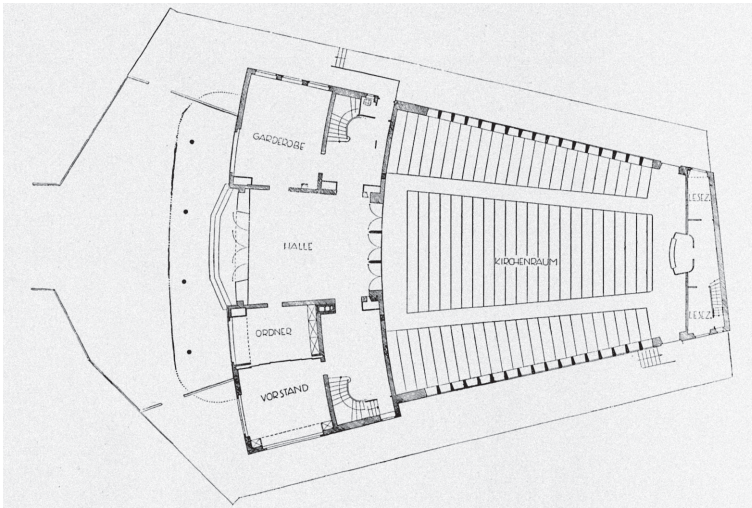 GARDEROBE
HALLE
ORDNER
VORSTAND
KIRCHENRAUM
LESEZ.
LESEZ.